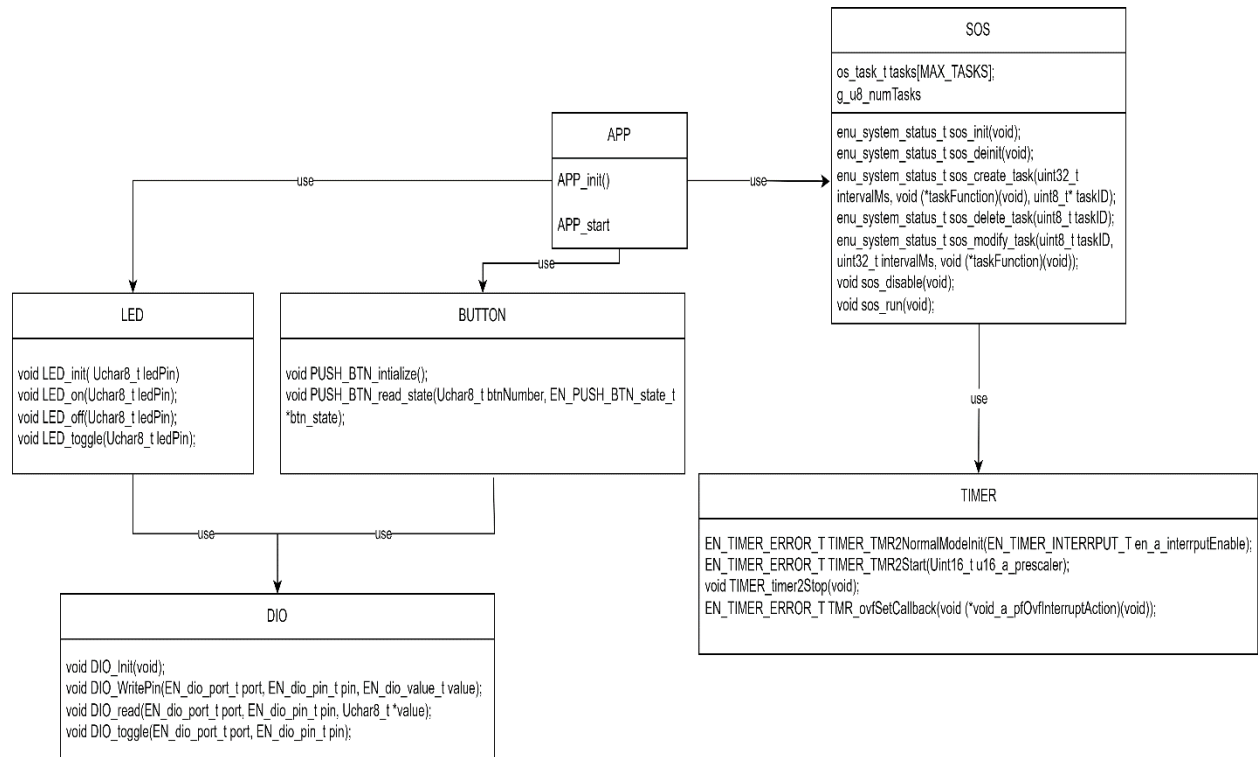 SOS
os_task_t tasks[MAX_TASKS];
g_u8_numTasks
enu_system_status_t sos_init(void);
enu_system_status_t sos_deinit(void);
enu_system_status_t sos_create_task(uint32_t
intervalMs, void (*taskFunction)(void), uint8_t* taskID);
enu_system_status_t sos_delete_task(uint8_t taskID);
enu_system_status_t sos_modify_task(uint8_t taskID,
uint32_t intervalMs, void (*taskFunction)(void));
void sos_disable(void);
void sos_run(void);
APP
APP_init()
APP_start
use
use
use
LED
void LED_init( Uchar8_t ledPin)
void LED_on(Uchar8_t ledPin);
void LED_off(Uchar8_t ledPin);
void LED_toggle(Uchar8_t ledPin);
BUTTON
void PUSH_BTN_intialize();
void PUSH_BTN_read_state(Uchar8_t btnNumber, EN_PUSH_BTN_state_t
*btn_state);
use
TIMER
EN_TIMER_ERROR_T TIMER_TMR2NormalModeInit(EN_TIMER_INTERRPUT_T en_a_interrputEnable);
EN_TIMER_ERROR_T TIMER_TMR2Start(Uint16_t u16_a_prescaler);
void TIMER_timer2Stop(void);
EN_TIMER_ERROR_T TMR_ovfSetCallback(void (*void_a_pfOvfInterruptAction)(void));
use
use
DIO
void DIO_Init(void);
void DIO_WritePin(EN_dio_port_t port, EN_dio_pin_t pin, EN_dio_value_t value);
void DIO_read(EN_dio_port_t port, EN_dio_pin_t pin, Uchar8_t *value);
void DIO_toggle(EN_dio_port_t port, EN_dio_pin_t pin);